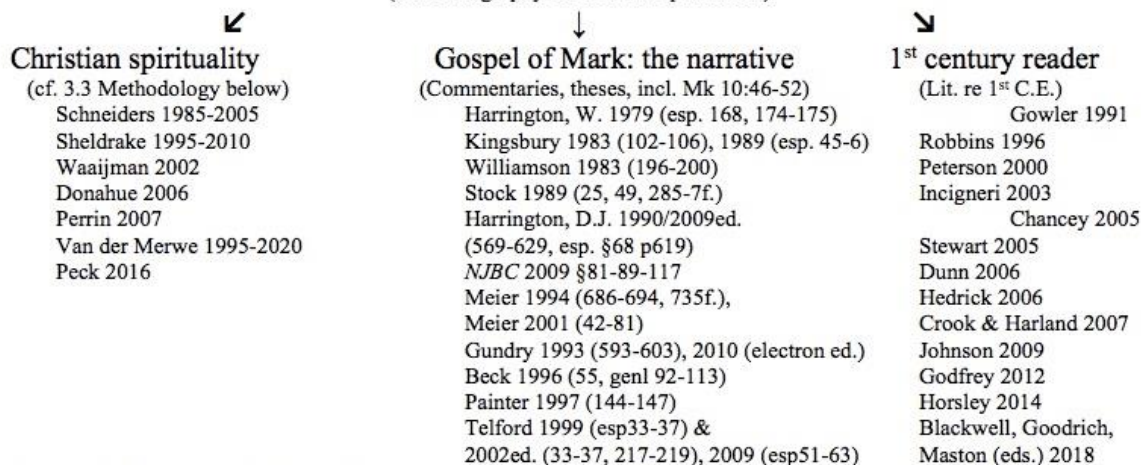 Christian spirituality
(cf. 3.3 Methodology below)
Schneiders 1985-2005
Sheldrake 1995-2010
Waaijman 2002
Donahue 2006
Perrin 2007
Van der Merwe 1995-2020
Peck 2016
Gospel of Mark: the narrative
(Commentaries, theses, incl. Mk 10:46-52)
Harrington, W. 1979 (esp. 168, 174-175)
Kingsbury 1983 (102-106), 1989 (esp. 45-6)
Williamson 1983 (196-200)
Stock 1989 (25, 49, 285-7f.)
Harrington, D.J. 1990/2009ed.
(569-629, esp. §68 p619)
NJBC 2009 §81-89-117
Meier 1994 (686-694, 735f.),
Meier 2001 (42-81)
Gundry 1993 (593-603), 2010 (electron ed.)
Beck 1996 (55, genl 92-113)
Painter 1997 (144-147)
Telford 1999 (esp33-37) &
2002ed. (33-37, 217-219), 2009 (esp51-63)
1st century reader
(Lit. re 1st C.E.)
Gowler 1991
Robbins 1996
Peterson 2000
Incigneri 2003
Chancey 2005
Stewart 2005
Dunn 2006
Hedrick 2006
Crook & Harland 2007
Johnson 2009
Godfrey 2012
Horsley 2014
Blackwell, Goodrich,
Maston (eds.) 2018